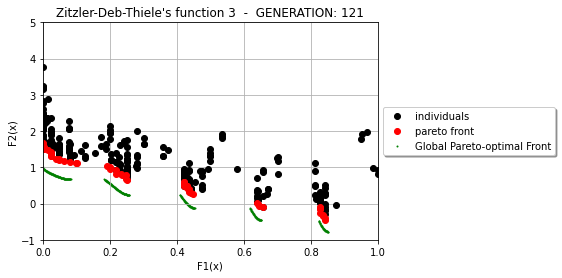 Zitzler-Deb-Thiele's function 3 - GENERATION: 121
5
4
3
2
1
0
−1
F2(x)
0.0 0.2 0.4 0.6 0.8 1.0
F1(x)
individuals
pareto front
Global Pareto-optimal Front